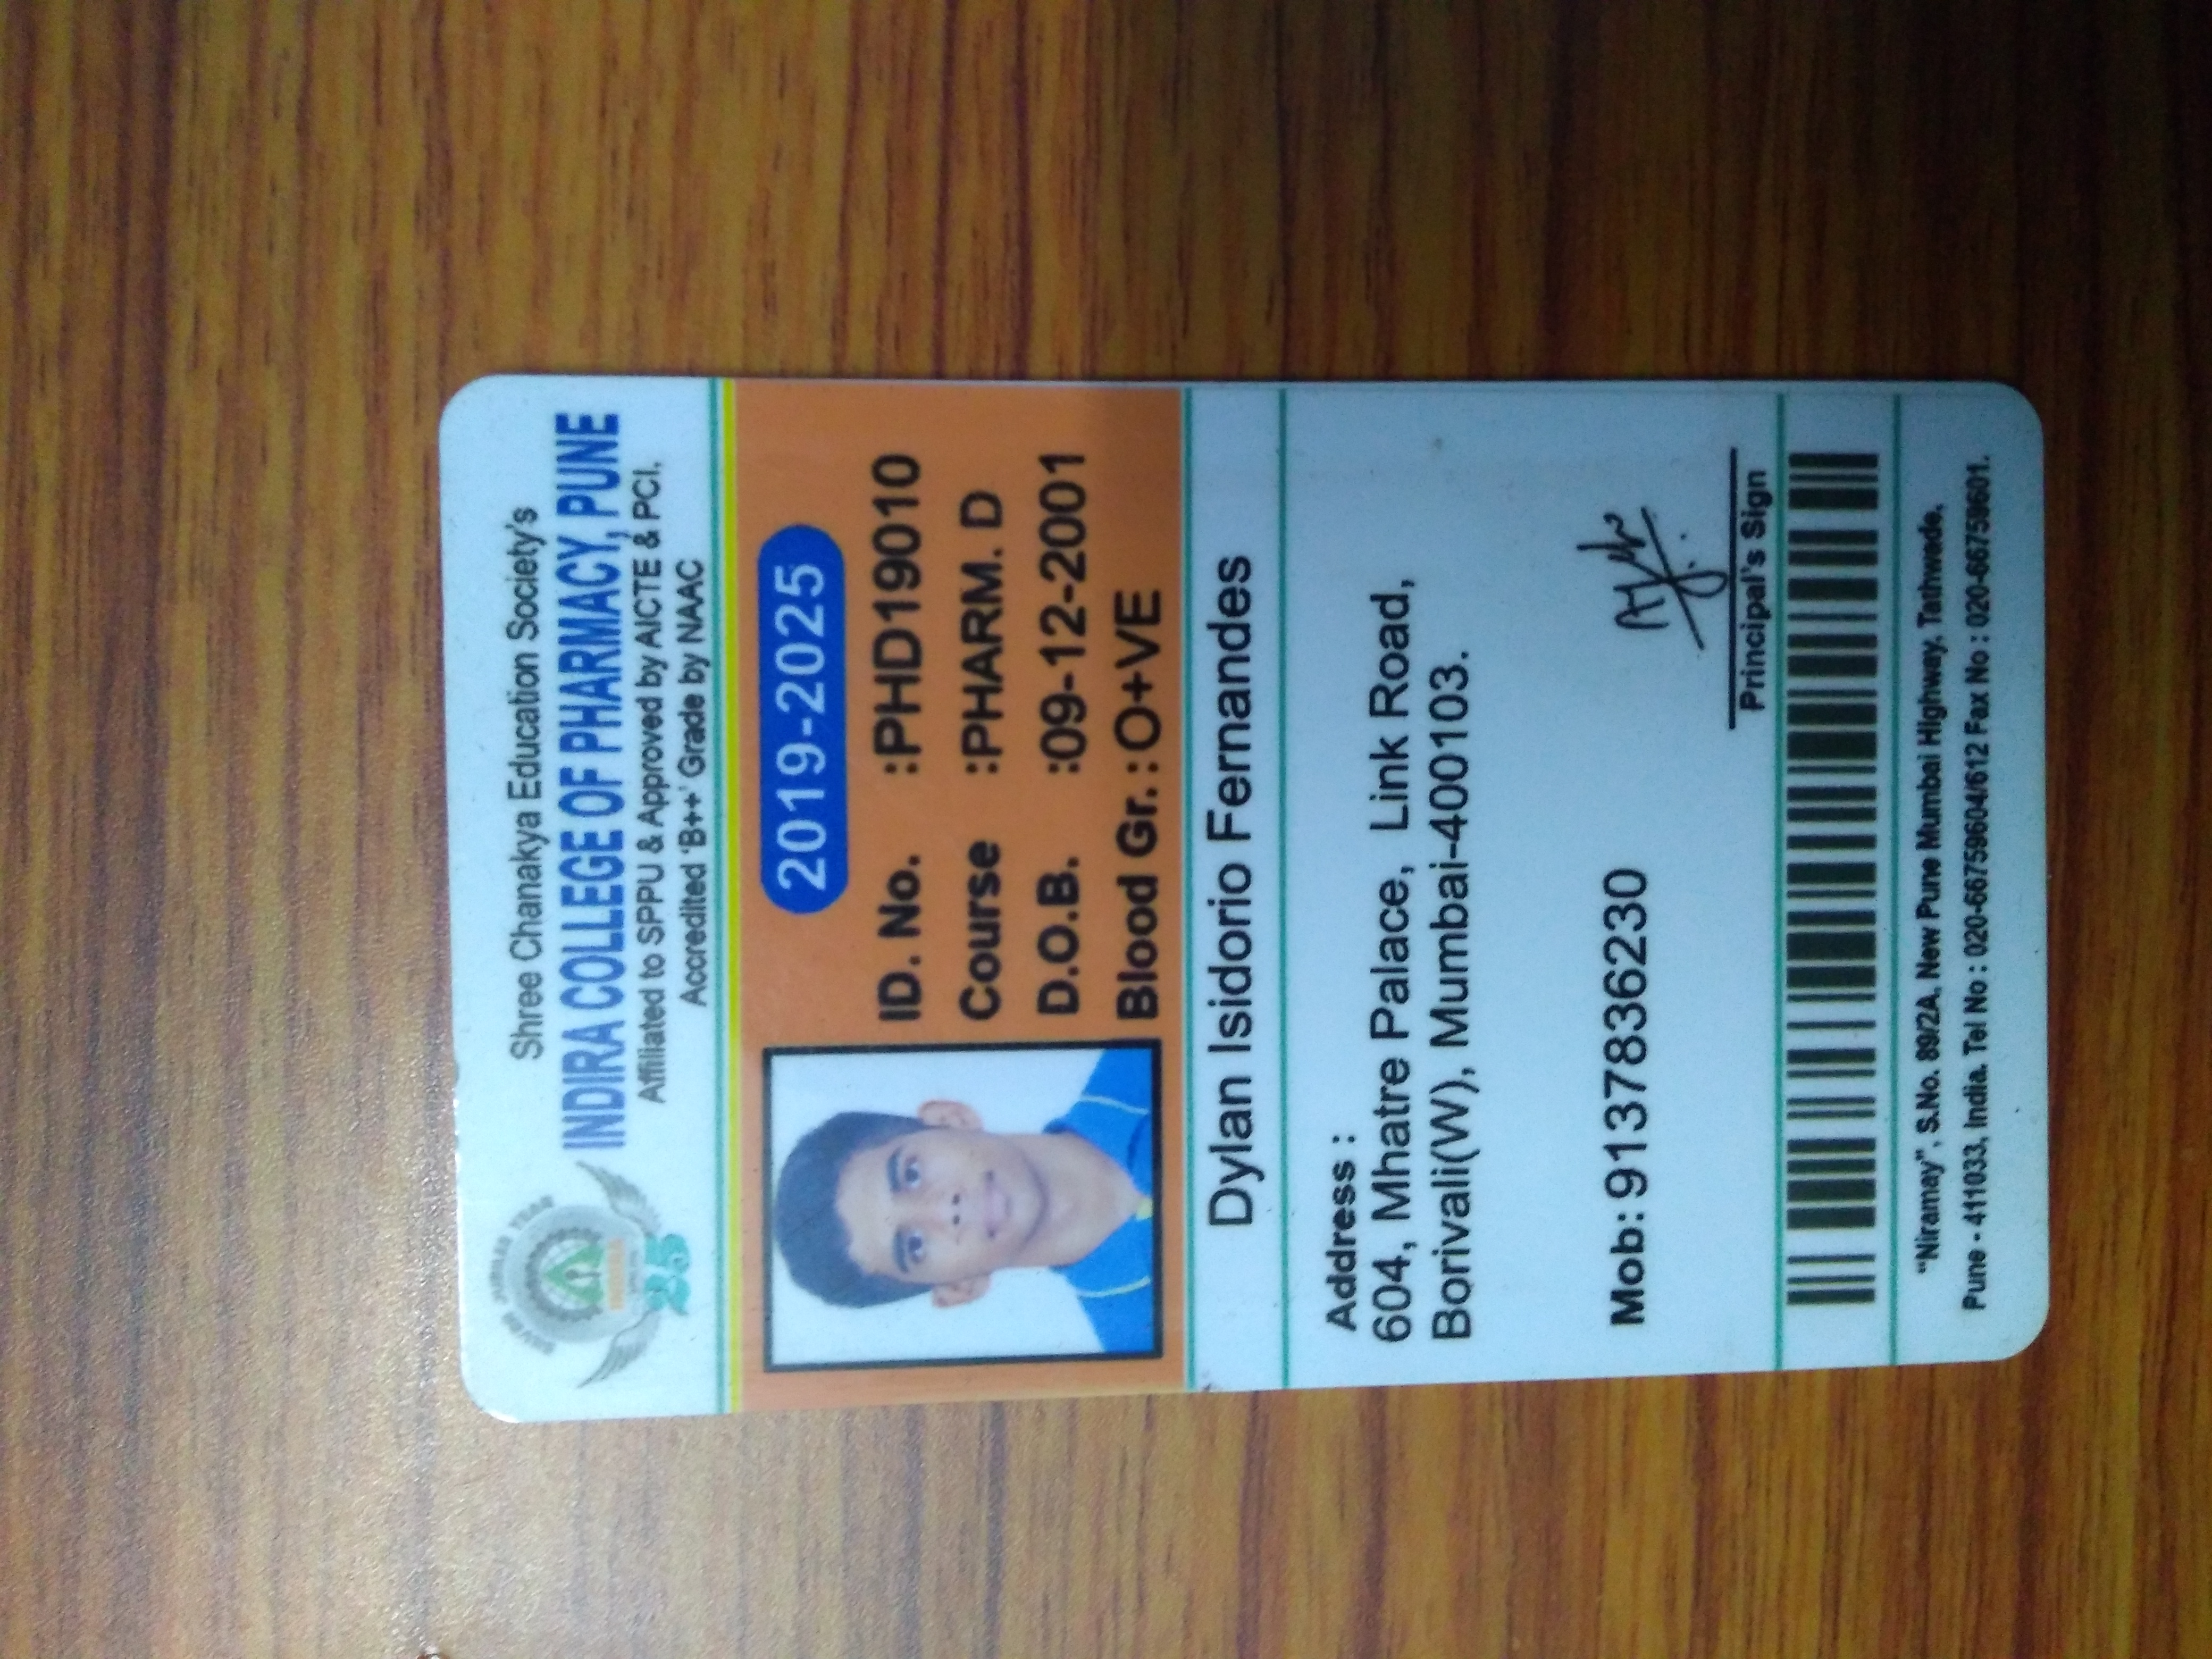 SILVER JUBILEE YEAR
INDIRA
25
Shree Chanakya Education Society's
INDIRA COLLEGE OF PHARMACY, PUNE
Affiliated to SPPU & Approved by AICTE & PCI,
Accredited 'B++' Grade by NAAC
2019-2025
ID. No. :PHD19010
Course :PHARM. D
D.O.B. :09-12-2001
Blood Gr. : O+VE
Dylan Isidorio Fernandes
Address :
604, Mhatre Palace, Link Road,
Borivali(W), Mumbai-400103.
Mob: 9137836230
Principal's Sign
"Niramay", S.No. 89/2A, New Pune Mumbai Highway, Tathwade,
Pune - 411033, India. Tel No : 020-66759604/612 Fax No : 020-66759601.